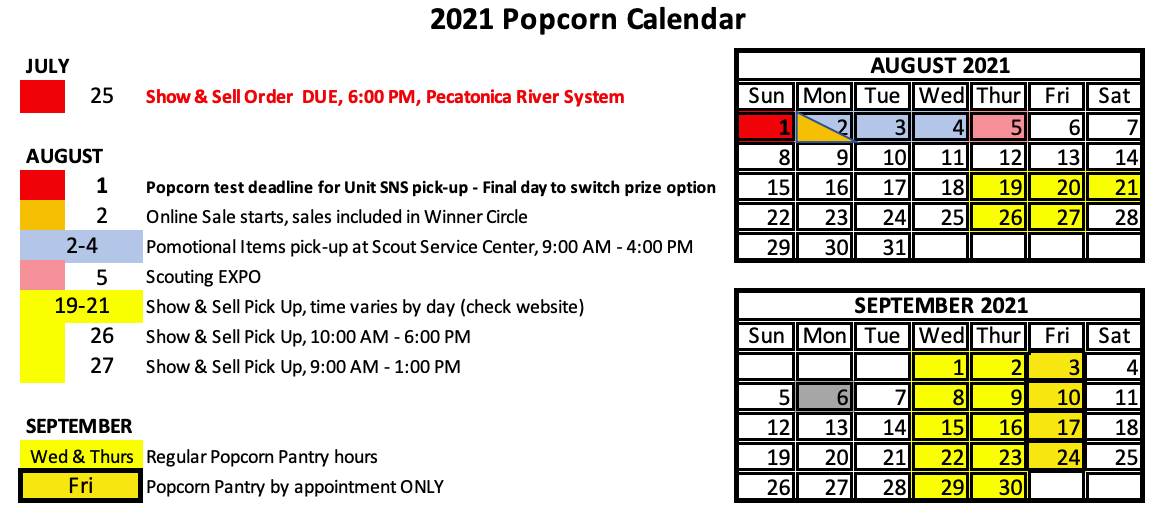 2021 Popcorn Calendar
JULY
25 Show & Sell Order DUE, 6:00 PM, Pecatonica River System
AUGUST
1 Popcorn test deadline for Unit SNS pick-up - Final day to switch prize option
2 Online Sale starts, sales included in Winner Circle
2-4 Pomotional Items pick-up at Scout Service Center, 9:00 AM - 4:00 PM
5 Scouting EXPO
19-21 Show & Sell Pick Up, time varies by day (check website)
26 Show & Sell Pick Up, 10:00 AM - 6:00 PM
27 Show & Sell Pick Up, 9:00 AM - 1:00 PM
SEPTEMBER
Wed & Thurs Regular Popcorn Pantry hours
Fri Popcorn Pantry by appointment ONLY
AUGUST 2021
Sun Mon Tue Wed Thur Fri Sat
1 2 3 4 5 6 7
8 9 10 11 12 13 14
15 16 17 18 19 20 21
22 23 24 25 26 27 28
29 30 31
SEPTEMBER 2021
Sun Mon Tue Wed Thur Fri Sat
1 2 3 4
5 6 7 8 9 10 11
12 13 14 15 16 17 18
19 20 21 22 23 24 25
26 27 28 29 30